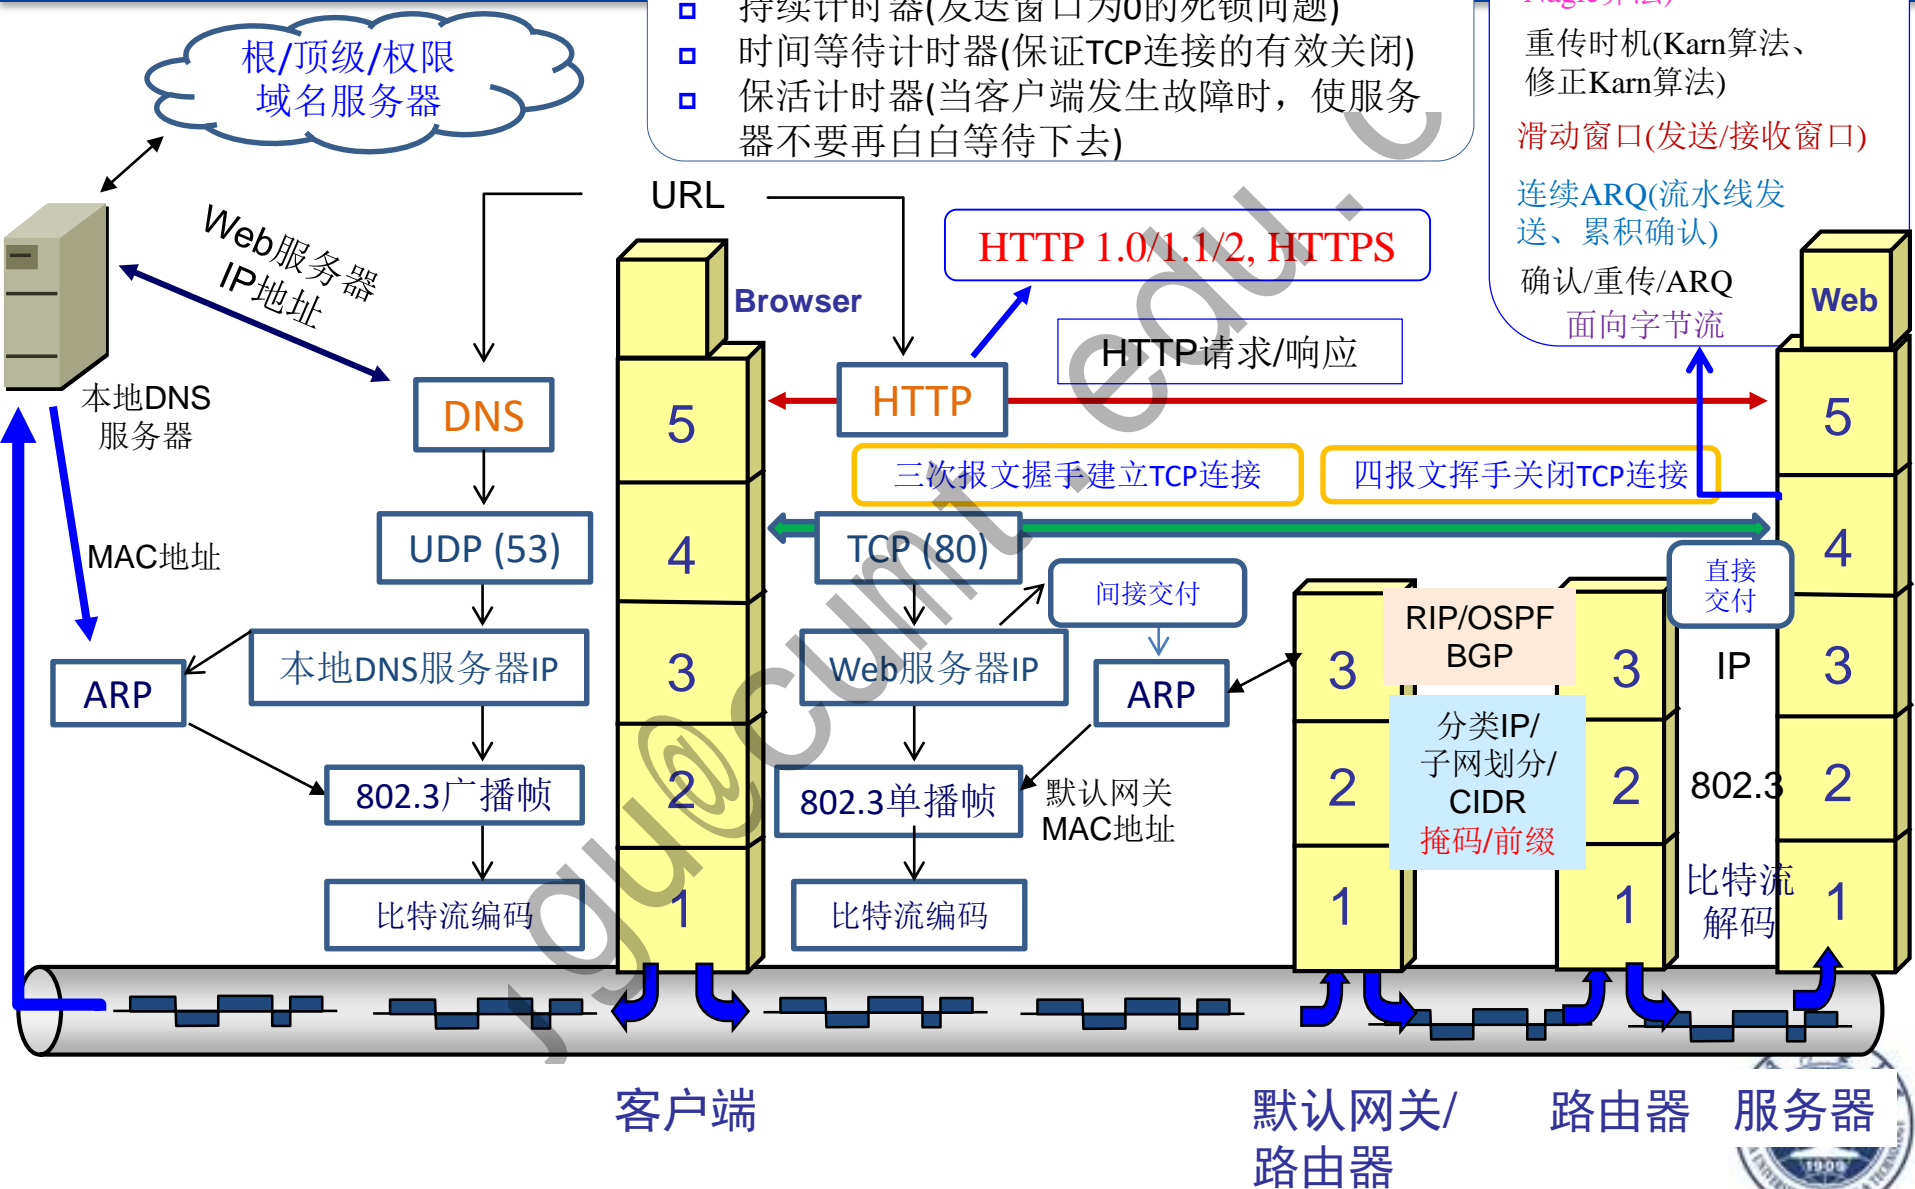 持续计时器(发送窗口为0的死锁问题)
时间等待计时器(保证TCP连接的有效关闭)
保活计时器(当客户端发生故障时，使服务
器不要再白白等待下去)
Nagle算法)
重传时机(Karn算法、
修正Karn算法)
滑动窗口(发送/接收窗口)
连续ARQ(流水线发
送、累积确认)
确认/重传/ARQ
面向字节流
根/顶级/权限
域名服务器
URL
Web服务器
IP地址
HTTP 1.0/1.1/2, HTTPS
Browser
Web
HTTP请求/响应
本地DNS
服务器
DNS
5
HTTP
5
三次报文握手建立TCP连接
四报文挥手关闭TCP连接
MAC地址
UDP (53)
4
TCP (80)
4
间接交付
直接
交付
RIP/OSPF
BGP
ARP
本地DNS服务器IP
3
Web服务器IP
ARP
3
3
IP
3
分类IP/
子网划分/
CIDR
掩码/前缀
802.3广播帧
2
802.3单播帧
默认网关
MAC地址
2
2
802.3
2
比特流编码
1
比特流编码
1
1
比特流
解码
1
客户端
默认网关/
路由器
路由器
服务器
gu@cumt.edu.c
1909